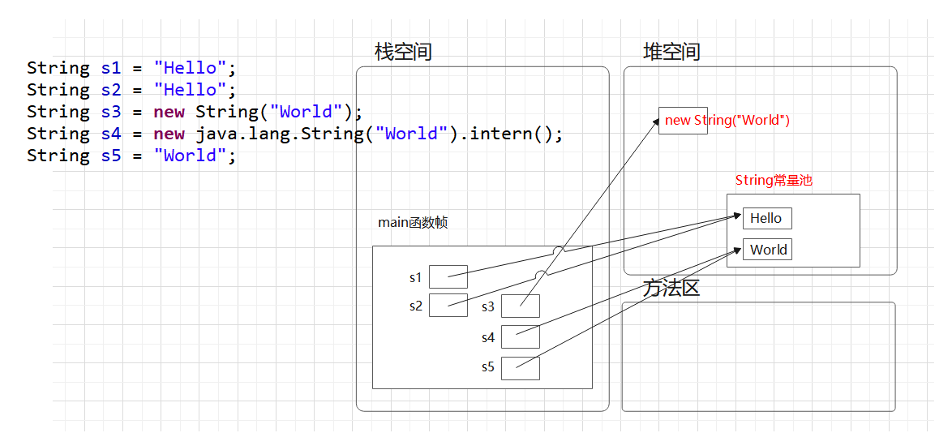 栈空间
堆空间
String s1 = "Hello";
String s2 = "Hello";
String s3 = new String("World");
String s4 = new java.lang.String("World").intern();
String s5 = "World";
new String("World")
String常量池
Hello
World
main函数帧
s1
s2
s3
s4
s5
方法区